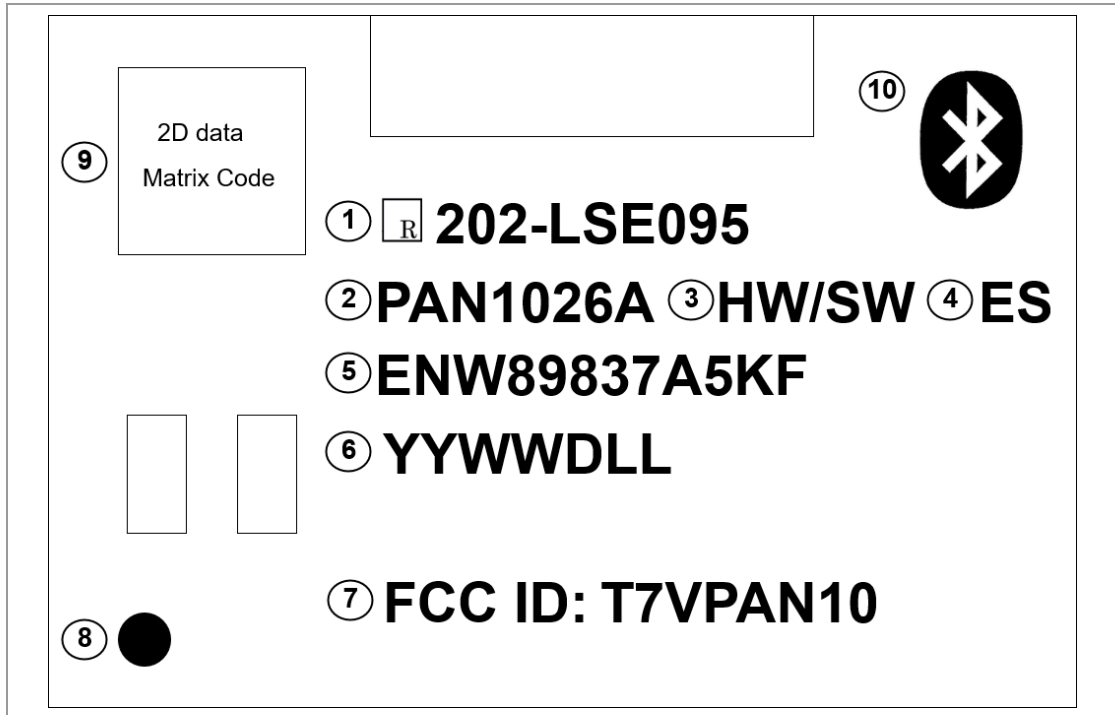 10
2D data
9
Matrix Code
1 R 202-LSE095
2 PAN1026A 3 HW/SW 4 ES
5 ENW89837A5KF
6 YYWWDLL
7 FCC ID: T7VPAN10
8